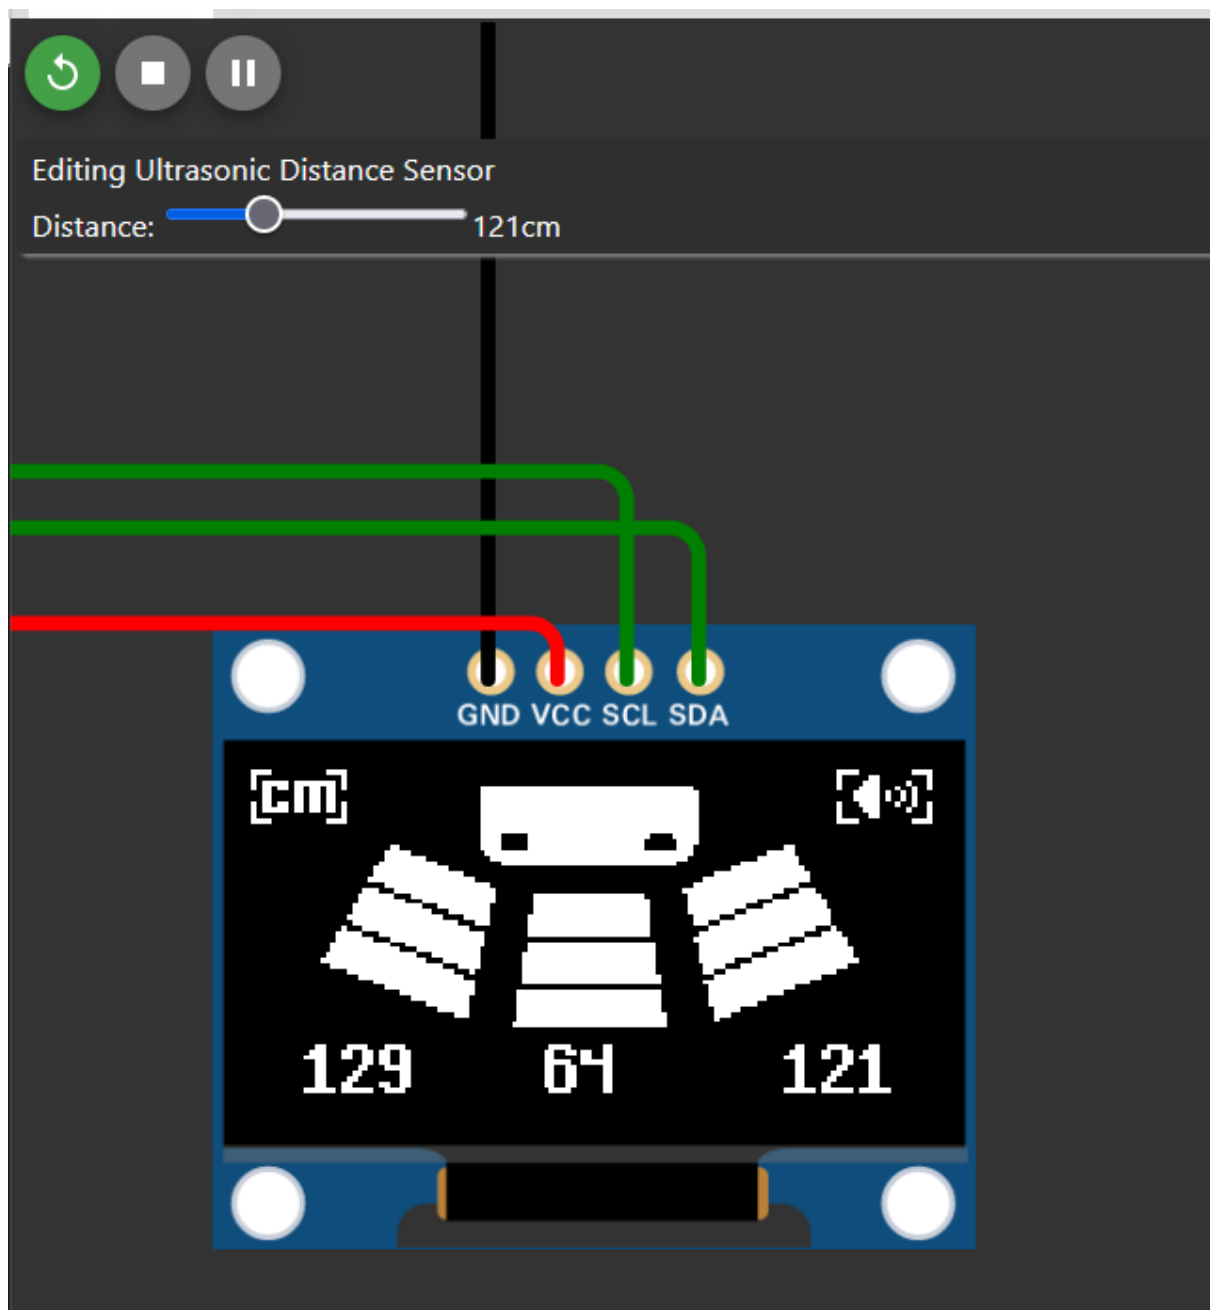 Editing Ultrasonic Distance Sensor
Distance: 121cm
GND VCC SCL SDA
cm
129 64 121